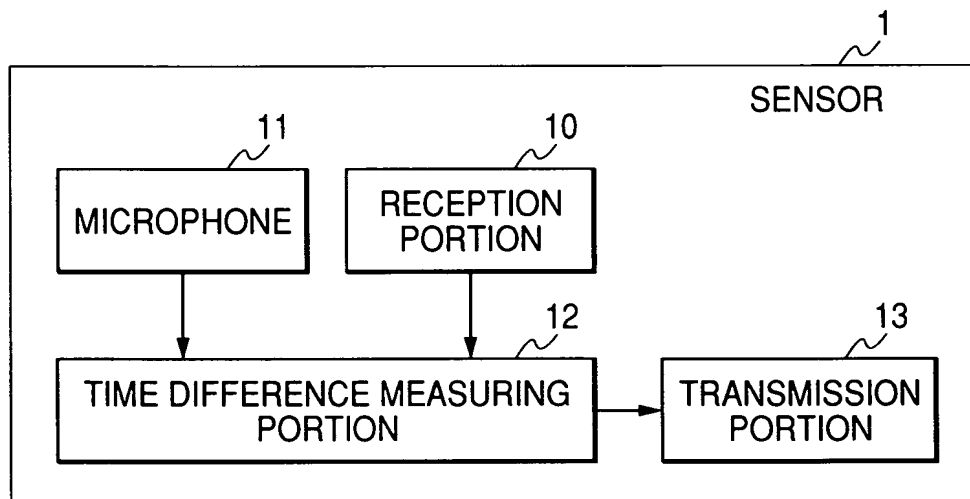 1
SENSOR
11
10
MICROPHONE
RECEPTION
PORTION
12
13
TIME DIFFERENCE MEASURING
PORTION
TRANSMISSION
PORTION